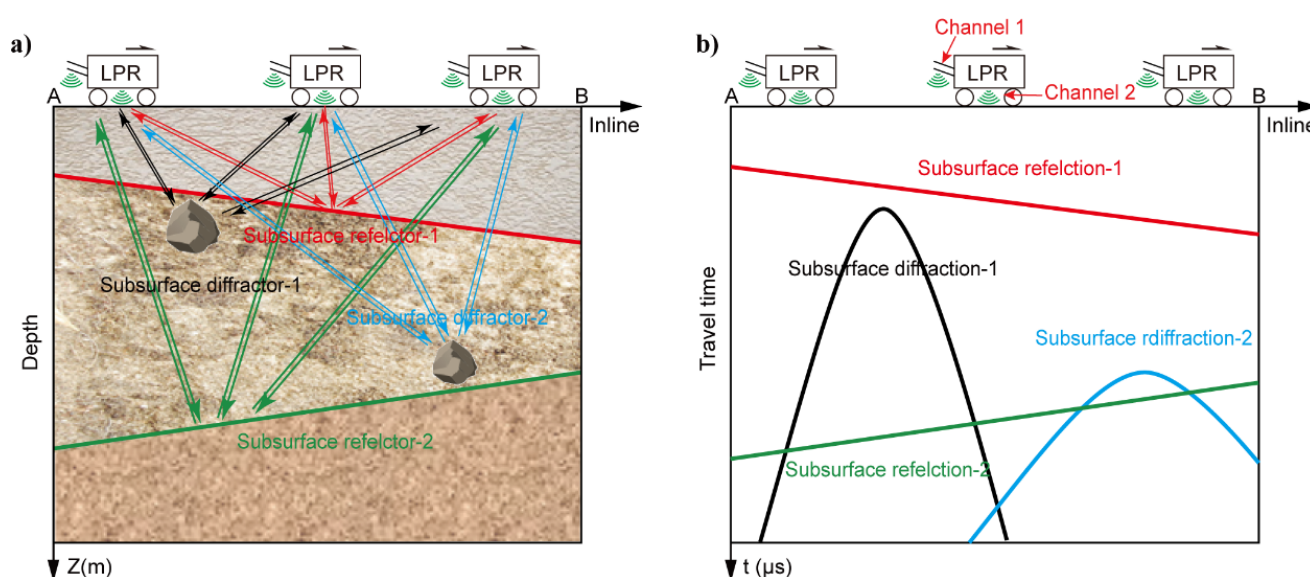 a)
LPR
LPR
LPR
A
B
Inline
Subsurface refelctor-1
Subsurface diffractor-1
Subsurface diffractor-2
Subsurface refelctor-2
Depth
Z(m)
b)
Channel 1
LPR
LPR
LPR
Channel 2
A
B
Inline
Subsurface refelction-1
Subsurface diffraction-1
Subsurface rdiffraction-2
Subsurface refelction-2
Travel time
t (μs)